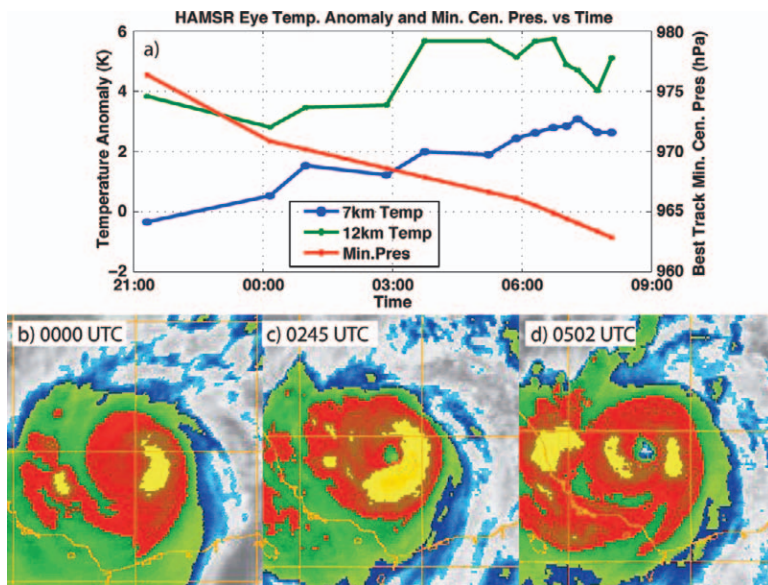 HAMSR Eye Temp. Anomaly and Min. Cen. Pres. vs Time
a)
6
4
2
0
−2
Temperature Anomaly (K)
980
975
970
965
960
Best Track Min. Cen. Pres (hPa)
7km Temp
12km Temp
Min.Pres
21:00 00:00 03:00 06:00 09:00
Time
b) 0000 UTC
c) 0245 UTC
d) 0502 UTC